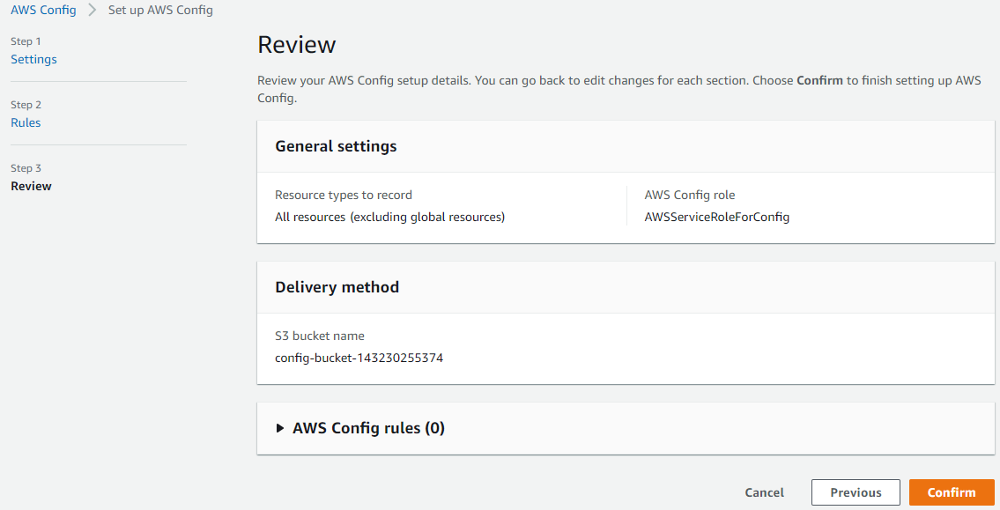 AWS Config > Set up AWS Config
Step 1
Settings
Step 2
Rules
Step 3
Review
Review
Review your AWS Config setup details. You can go back to edit changes for each section. Choose Confirm to finish setting up AWS
Config.
General settings
Resource types to record
All resources (excluding global resources)
AWS Config role
AWSServiceRoleForConfig
Delivery method
S3 bucket name
config-bucket-143230255374
AWS Config rules (0)
Cancel Previous Confirm